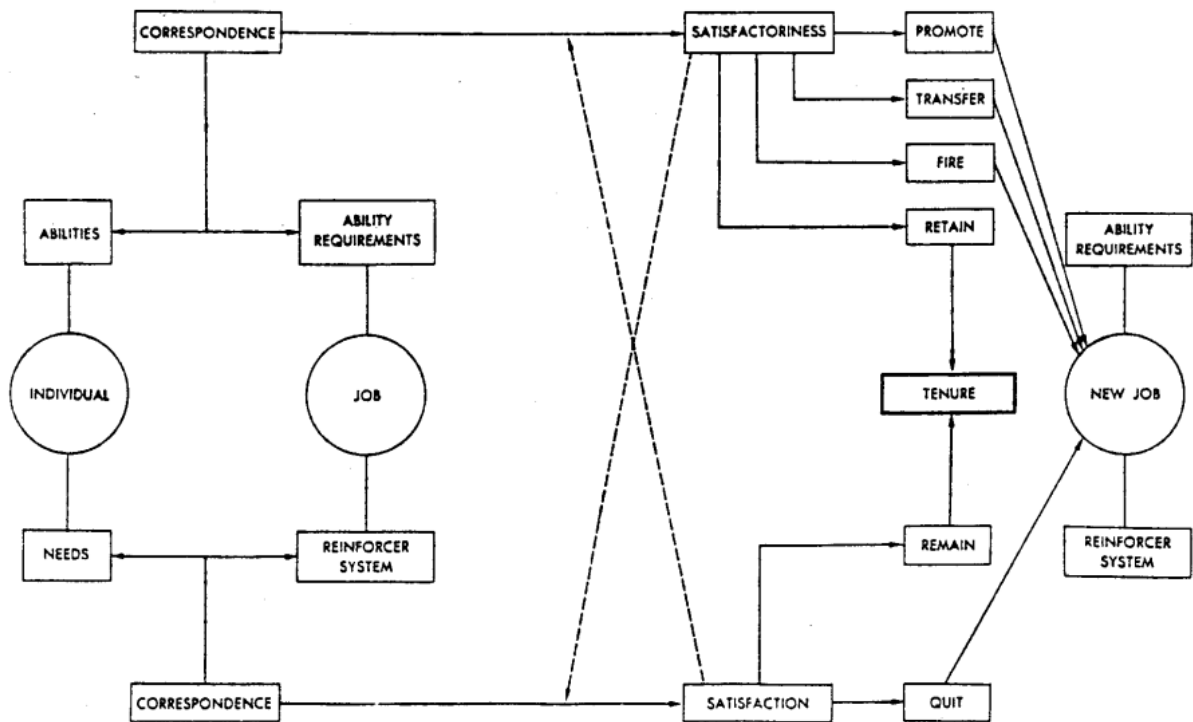 CORRESPONDENCE
SATISFACTORINESS
PROMOTE
TRANSFER
FIRE
ABILITIES
ABILITY
REQUIREMENTS
RETAIN
ABILITY
REQUIREMENTS
INDIVIDUAL
JOB
TENURE
NEW JOB
NEEDS
REINFORCER
SYSTEM
REMAIN
REINFORCER
SYSTEM
CORRESPONDENCE
SATISFACTION
QUIT